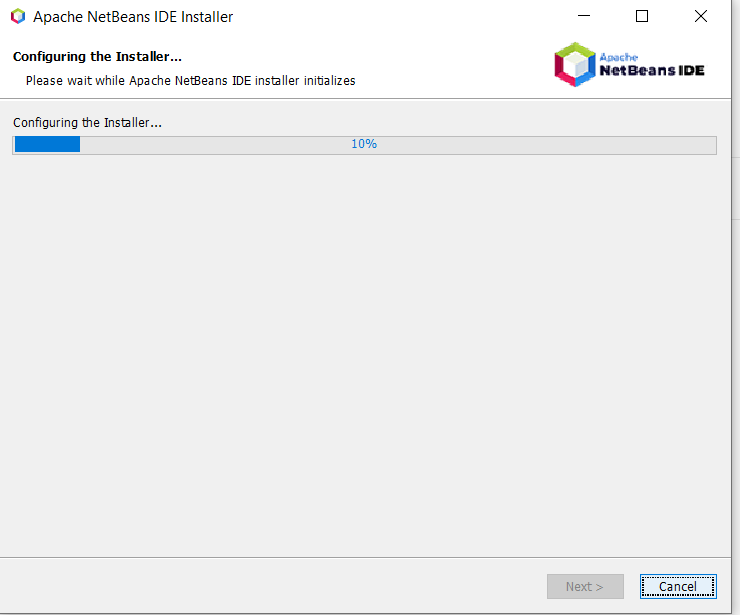 Apache NetBeans IDE Installer
Configuring the Installer...
Please wait while Apache NetBeans IDE installer initializes
Apache
NetBeans IDE
Configuring the Installer...
10%
Next >
Cancel